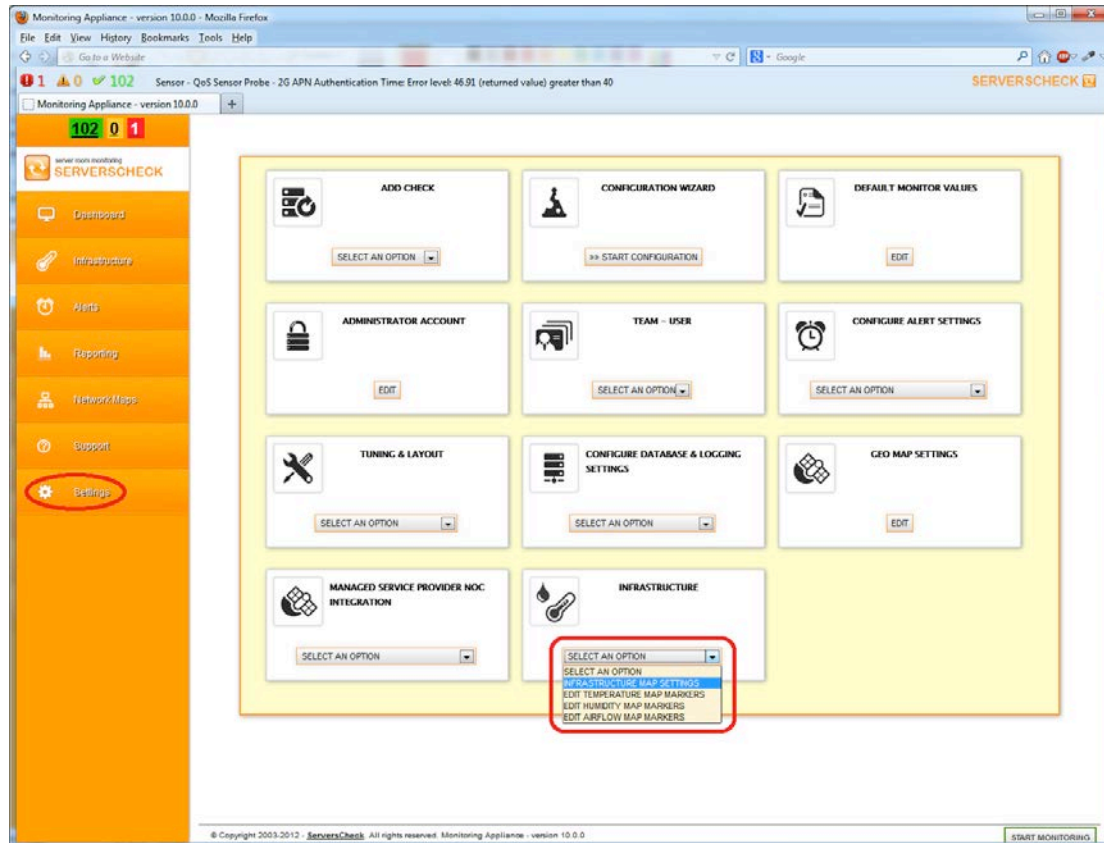 Monitoring Appliance - version 10.0.0 - Mozilla Firefox
File Edit View History Bookmarks Tools Help
Go to a Website
Google
1 0 102 Sensor - QoS Sensor Probe - 2G APN Authentication Time: Error level: 46.91 (returned value) greater than 40
SERVERSCHECK
Monitoring Appliance - version 10.0.0 +
102 0 1
server room monitoring
SERVERSCHECK
Dashboard
Infrastructure
Alerts
Reporting
Network Maps
Support
Settings
ADD CHECK
SELECT AN OPTION
CONFIGURATION WIZARD
>> START CONFIGURATION
DEFAULT MONITOR VALUES
EDIT
ADMINISTRATOR ACCOUNT
EDIT
TEAM - USER
SELECT AN OPTION
CONFIGURE ALERT SETTINGS
SELECT AN OPTION
TUNING & LAYOUT
SELECT AN OPTION
CONFIGURE DATABASE & LOGGING
SETTINGS
SELECT AN OPTION
GEO MAP SETTINGS
EDIT
MANAGED SERVICE PROVIDER NOC
INTEGRATION
SELECT AN OPTION
INFRASTRUCTURE
SELECT AN OPTION
SELECT AN OPTION
INFRASTRUCTURE MAP SETTINGS
EDIT TEMPERATURE MAP MARKERS
EDIT HUMIDITY MAP MARKERS
EDIT AIRFLOW MAP MARKERS
© Copyright 2003-2012 - ServersCheck. All rights reserved. Monitoring Appliance - version 10.0.0
START MONITORING